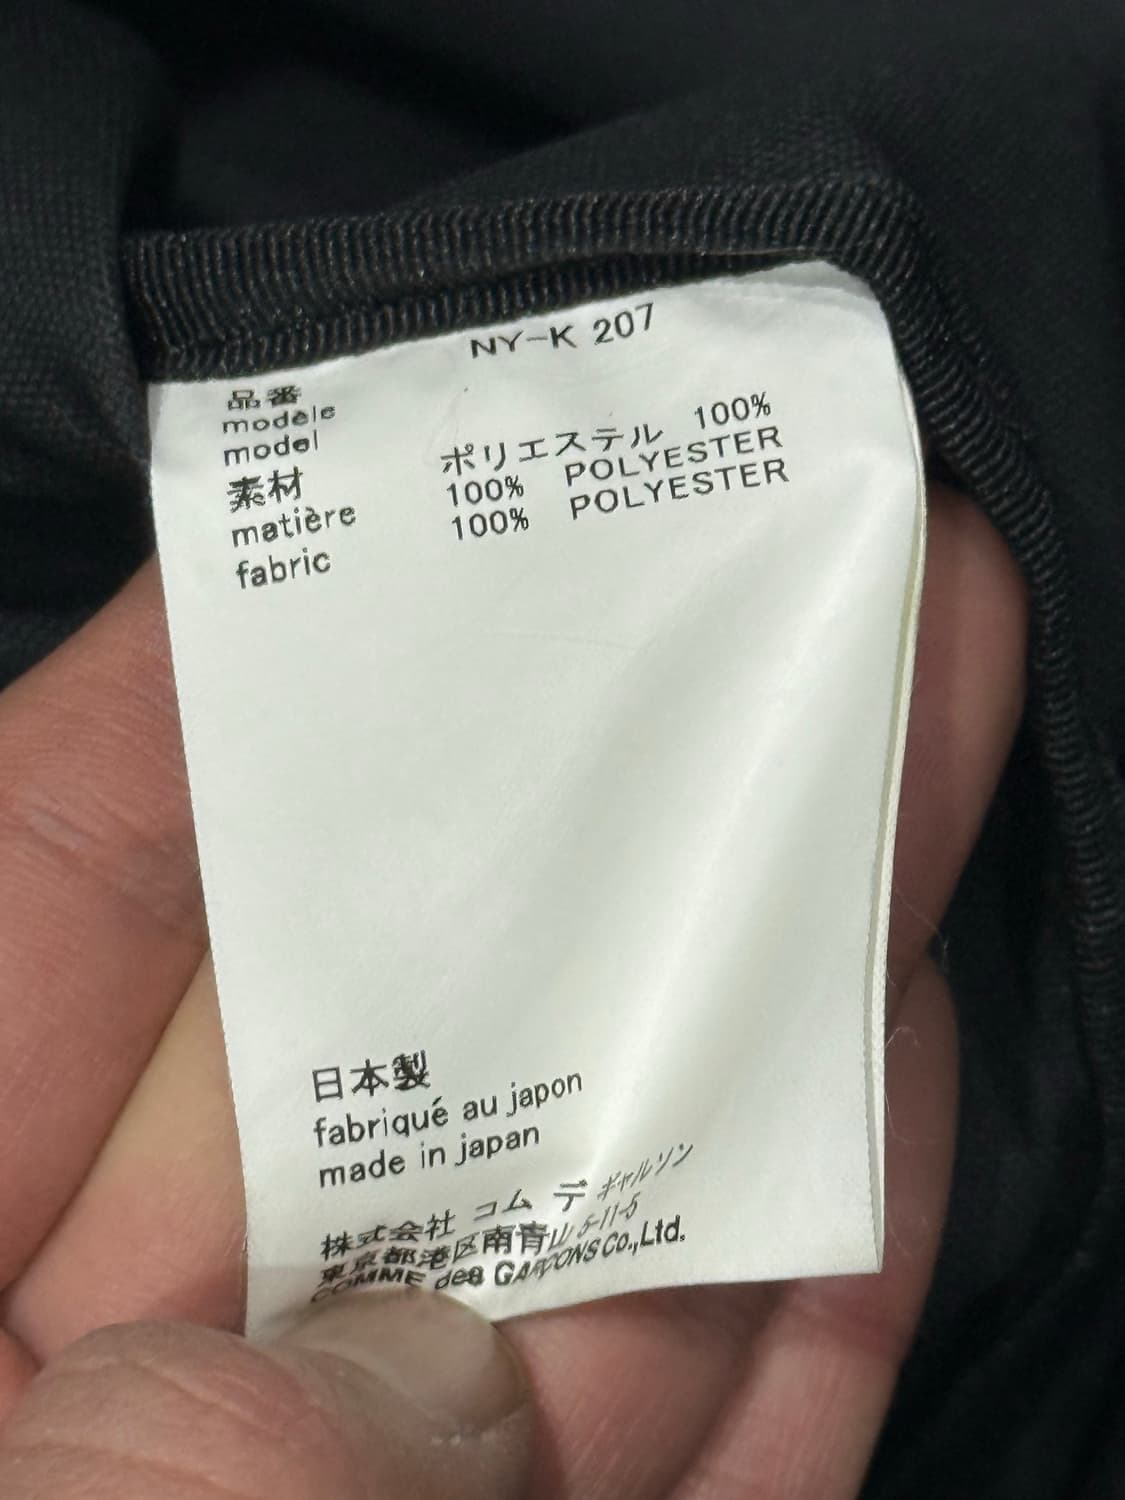 NY-K 207
品番
modèle
model
素材 ポリエステル 100%
matière 100% POLYESTER
fabric 100% POLYESTER
日本製
fabriqué au japon
made in japan
株式会社 コム デ ギャルソン
東京都港区南青山 5-11-5
COMME des GARÇONS Co.,Ltd.